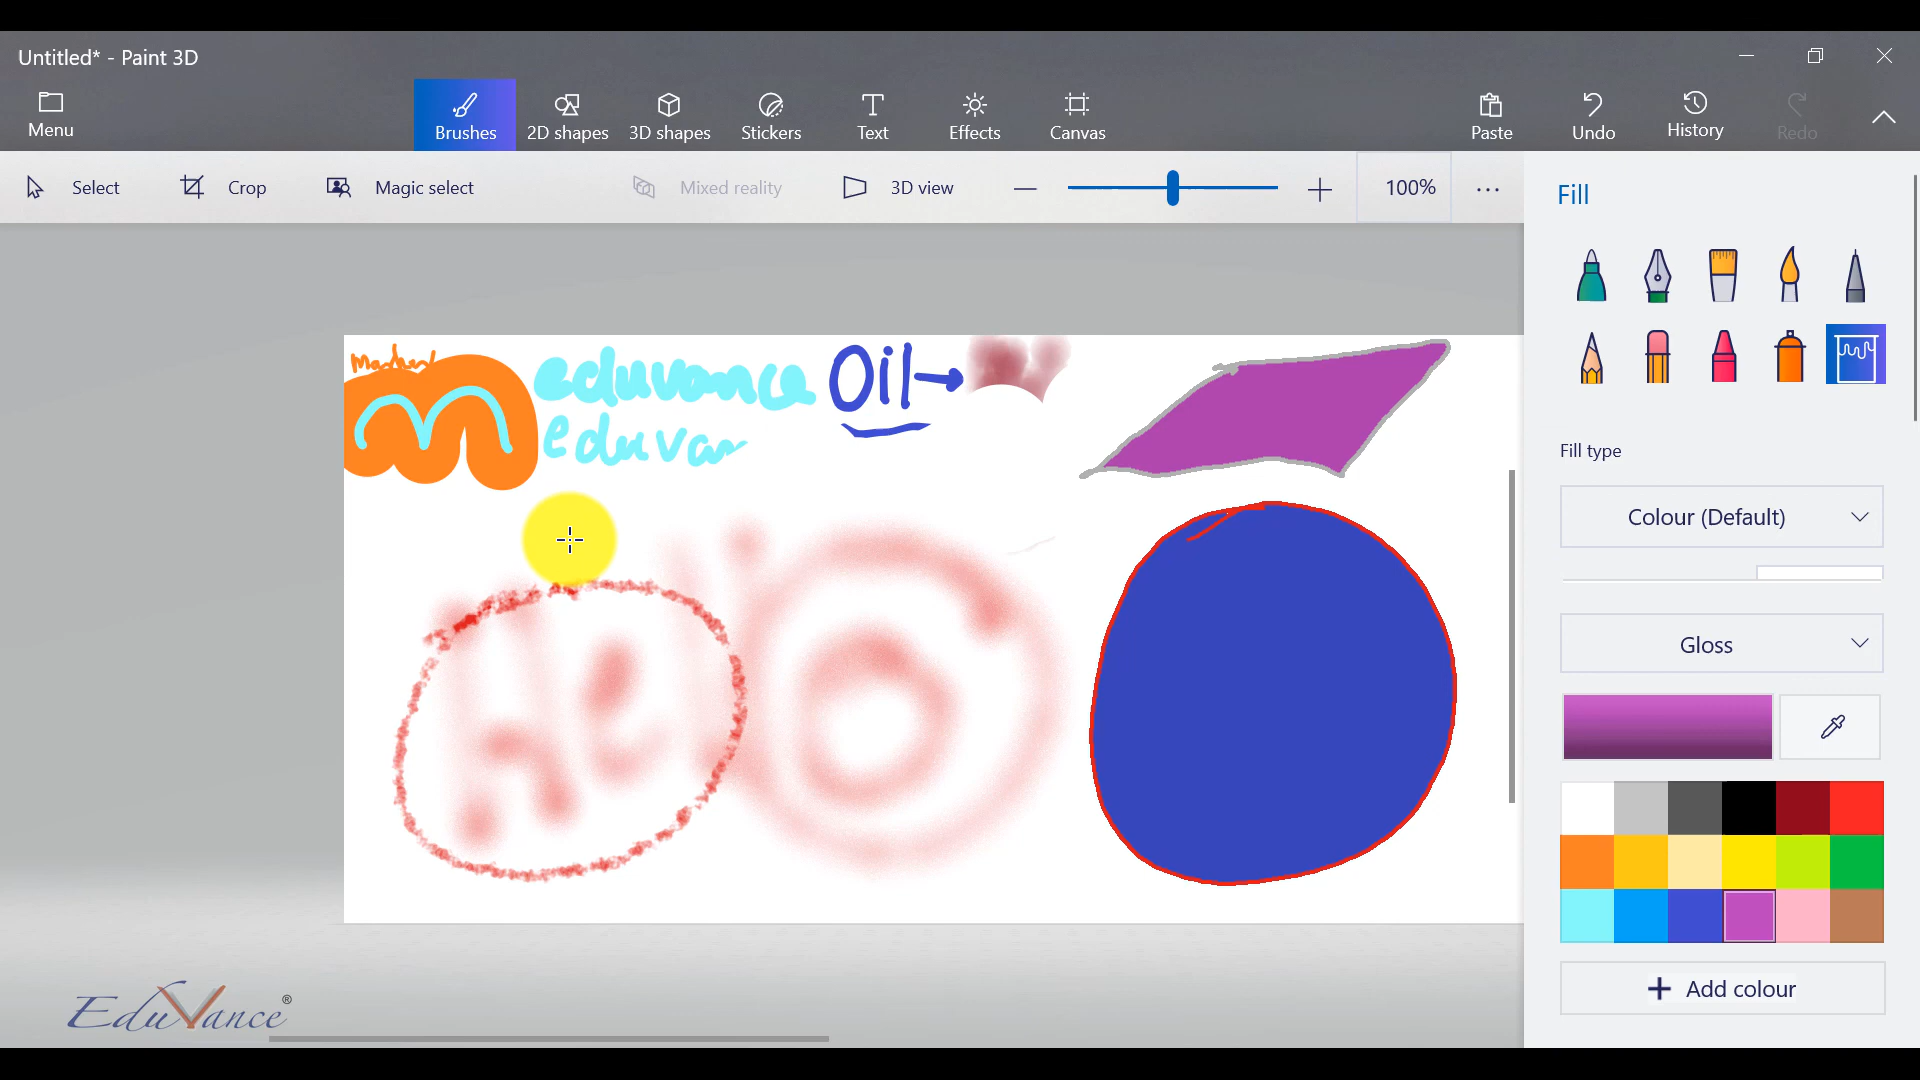 Untitled* - Paint 3D
Menu
Brushes
2D shapes
3D shapes
Stickers
Text
Effects
Canvas
Paste
Undo
History
Redo
Select
Crop
Magic select
Mixed reality
3D view
100%
Fill
Fill type
Colour (Default)
Gloss
Add colour
eduvance
Oil
eduvan
EduVance ®